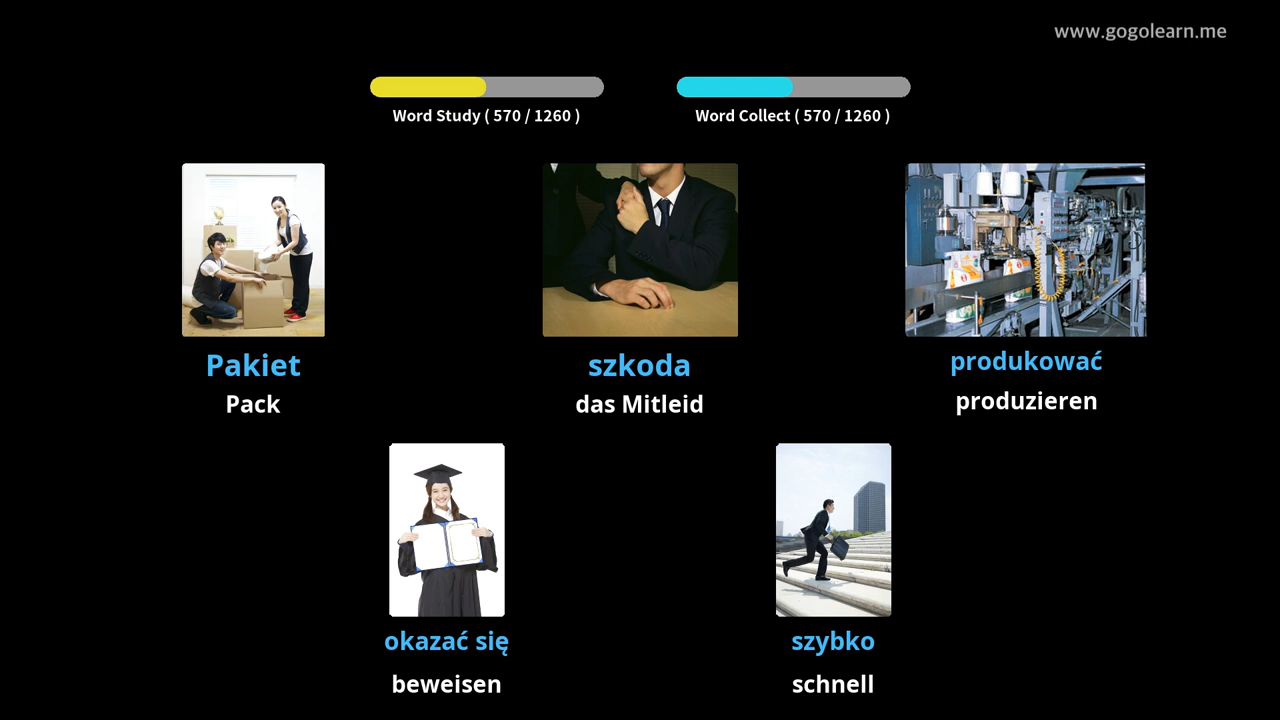 www.gogolearn.me
Word Study ( 570 / 1260 )
Word Collect ( 570 / 1260 )
Pakiet
Pack
szkoda
das Mitleid
produkować
produzieren
okazać się
beweisen
szybko
schnell